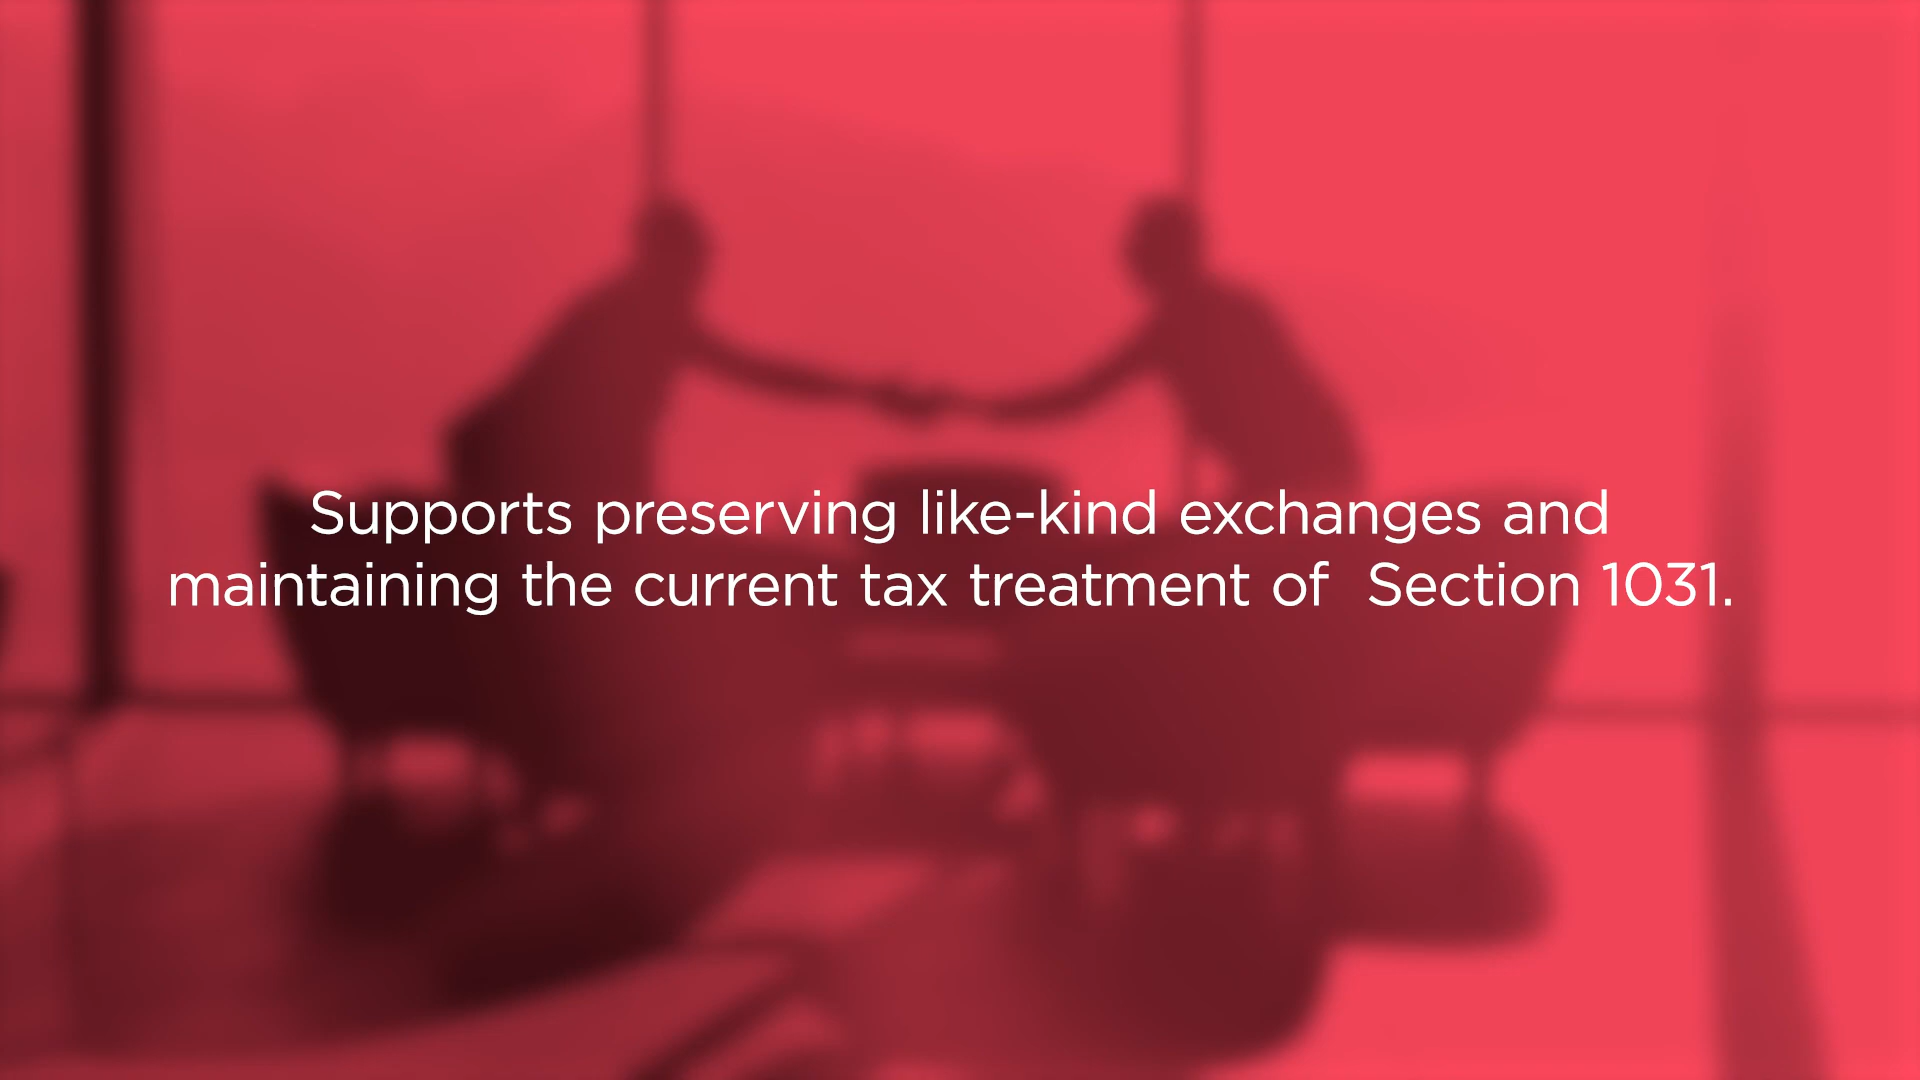 Supports preserving like-kind exchanges and
maintaining the current tax treatment of  Section 1031.